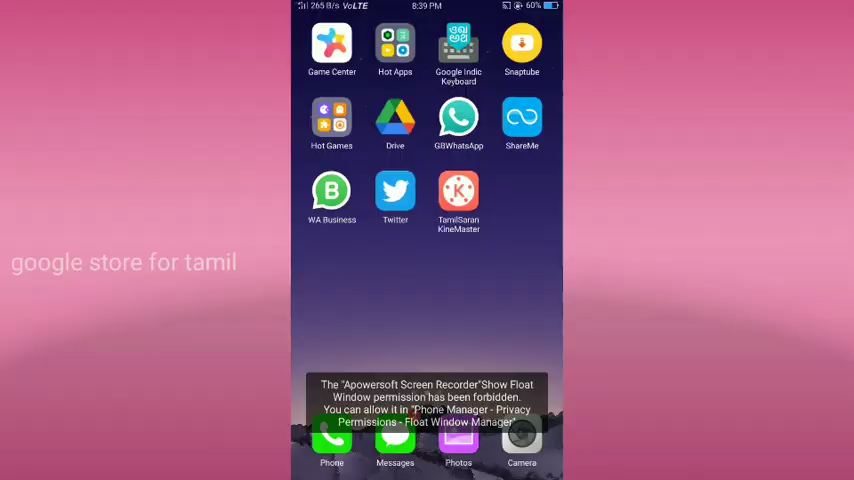 265 B/s VoLTE 8:39 PM 60%
Game Center
Hot Apps
Google Indic
Keyboard
Snaptube
Hot Games
Drive
GBWhatsApp
ShareMe
B
WA Business
Twitter
K
TamilSaran
KineMaster
google store for tamil
The "Apowersoft Screen Recorder"Show Float
Window permission has been forbidden.
You can allow it in "Phone Manager - Privacy
Permissions - Float Window Manager"
Phone
Messages
Photos
Camera